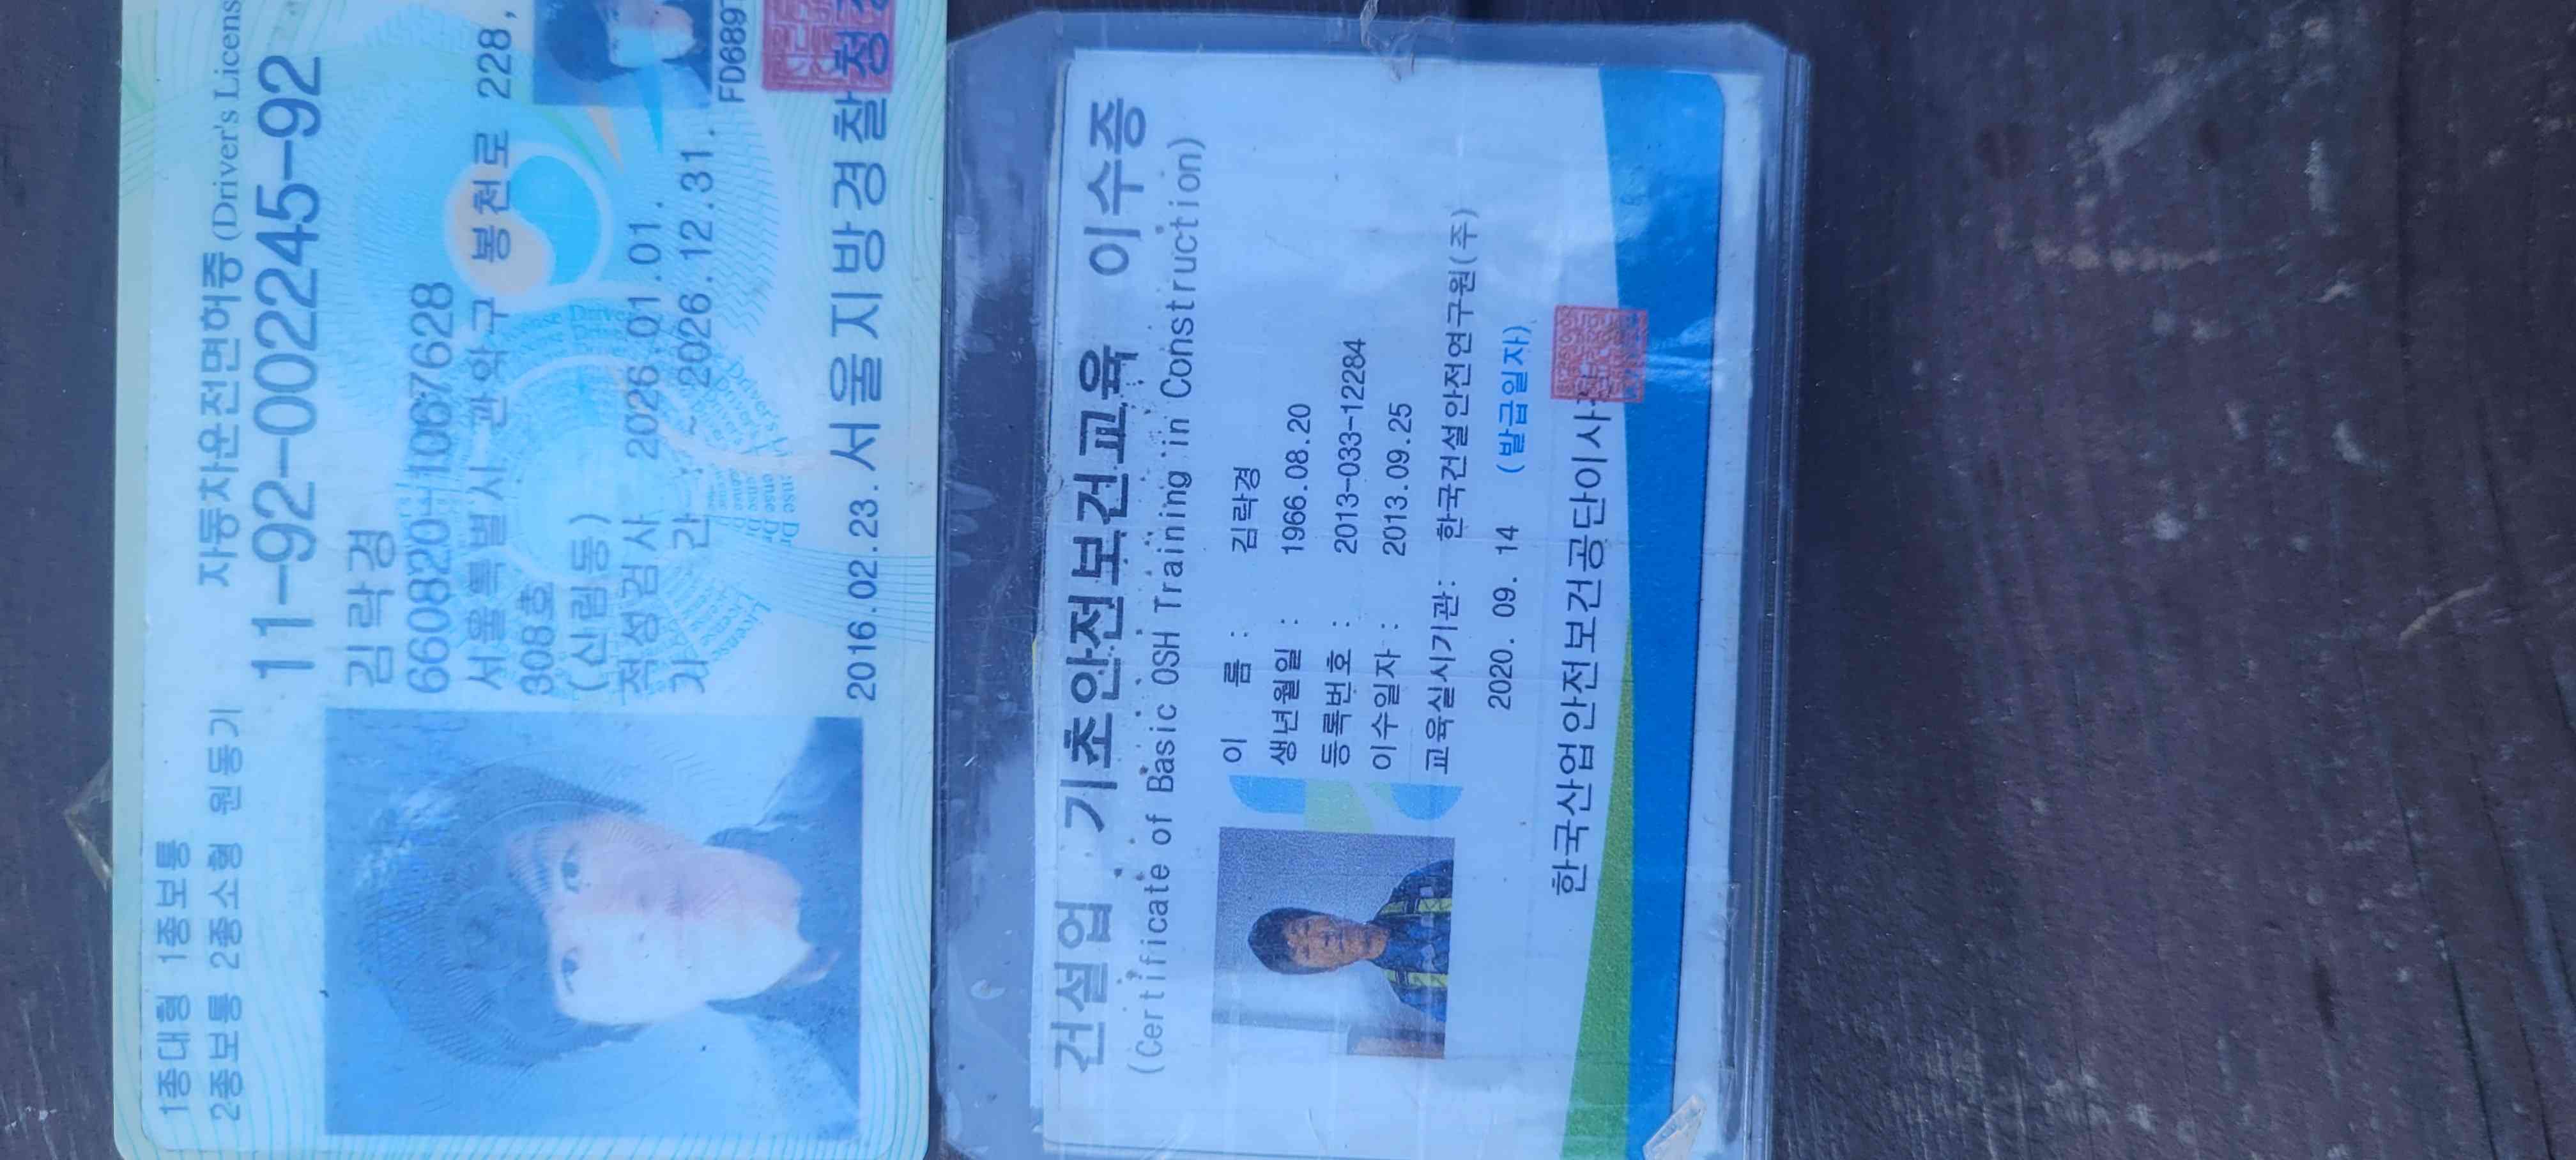 1종대형 1종보통
2종보통 2종소형 원동기
자동차운전면허증 (Driver's Licens
11-92-002245-92
김락경
660820-1067628
서울특별시 관악구 봉천로 228,
308호
(신림동)
적성검사 2026.01.01.
기 간 : ~ 2026.12.31.
FD689
2016.02.23. 서울지방경찰청
건설업 기초안전보건교육 이수증
(Certificate of Basic OSH Training in Construction)
이 름 : 김락경
생년월일 : 1966.08.20
등록번호 : 2013-033-12284
이수일자 : 2013.09.25
교육실시기관: 한국건설안전연구원(주)
2020. 09. 14 (발급일자)
한국산업안전보건공단이사